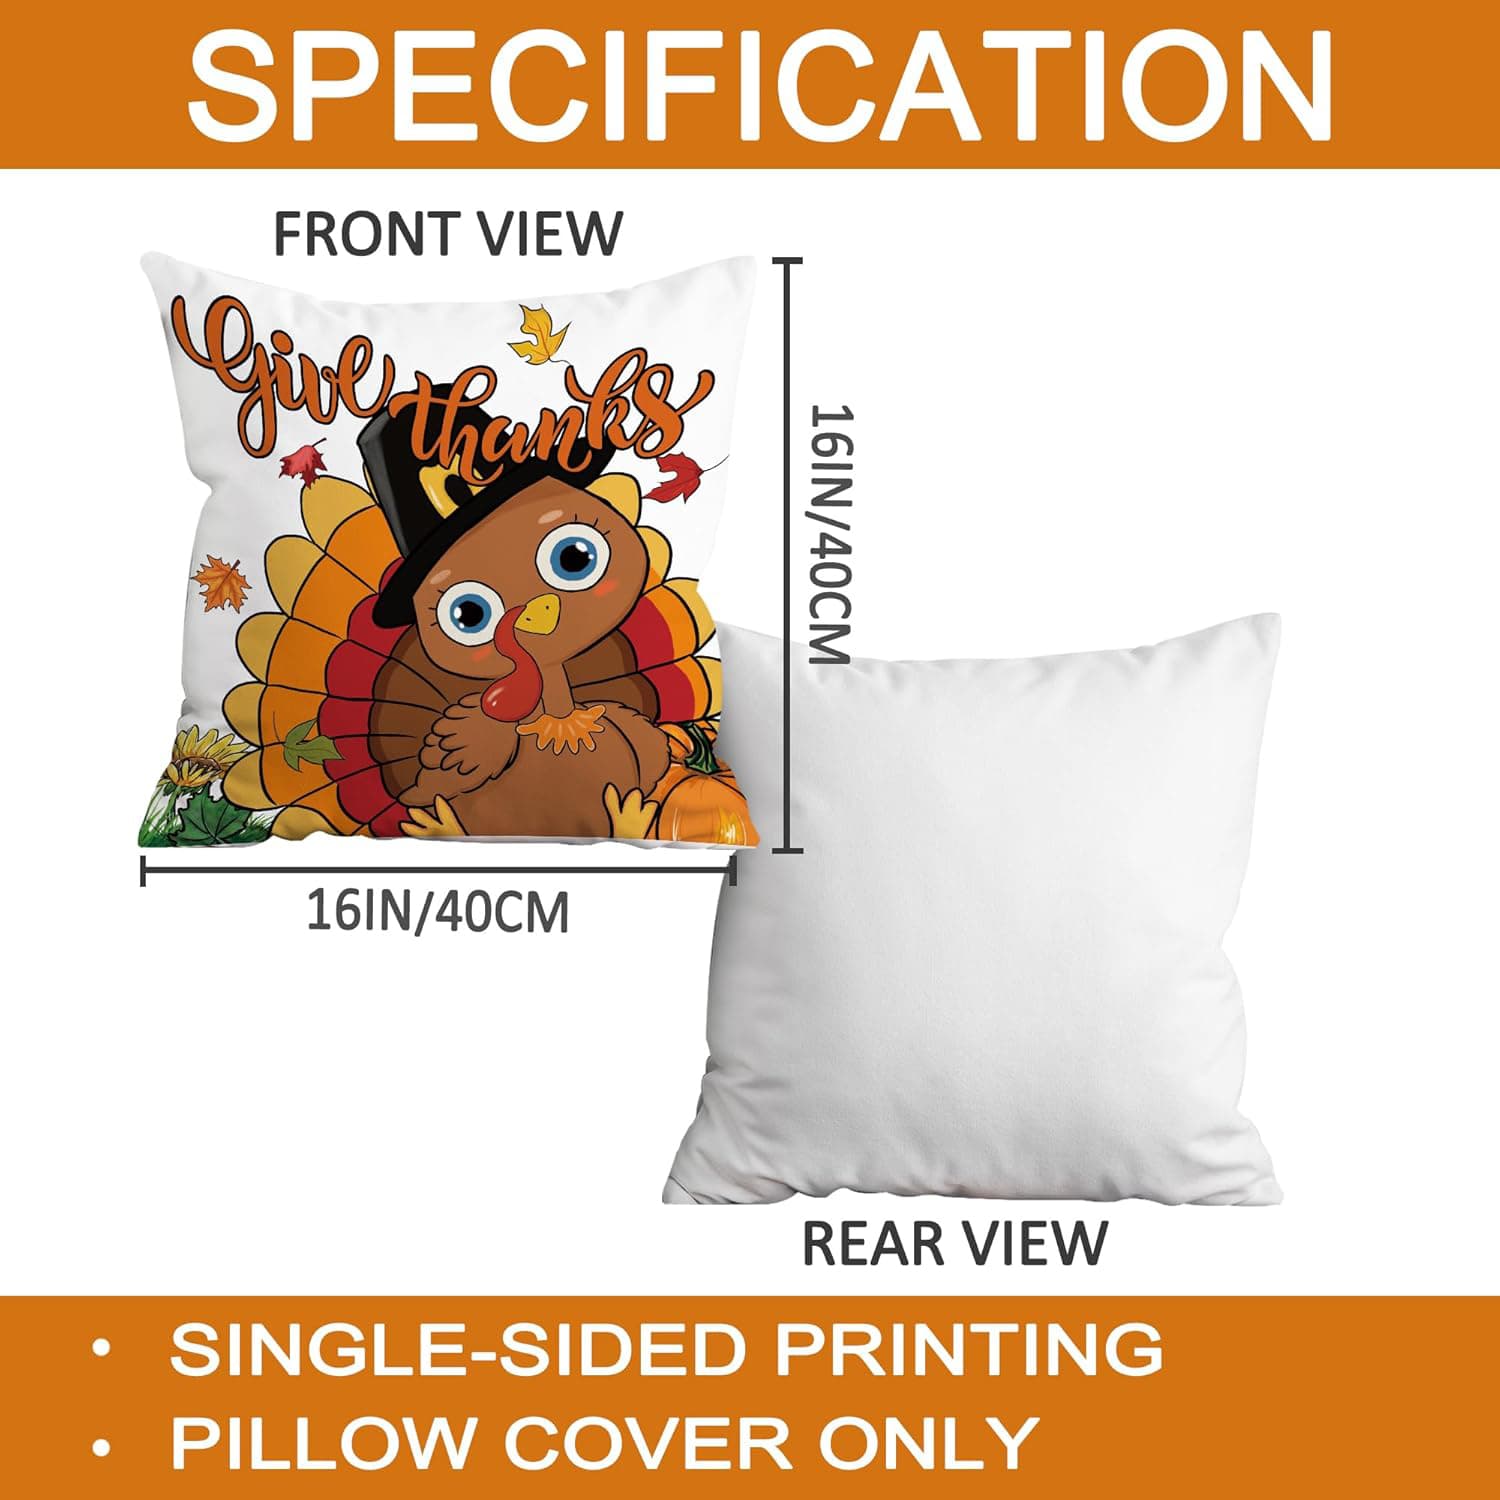 SPECIFICATION
FRONT VIEW
Give thanks
16IN/40CM
16IN/40CM
REAR VIEW
• SINGLE-SIDED PRINTING
• PILLOW COVER ONLY